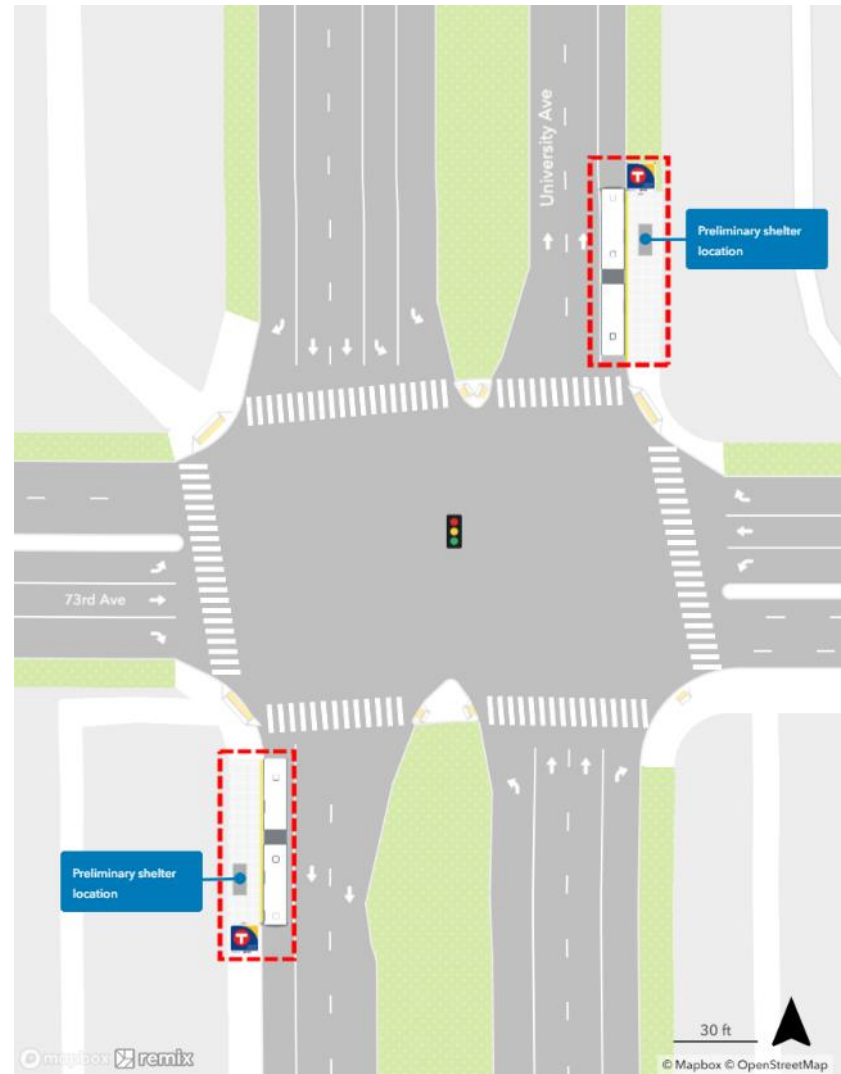 University Ave
Preliminary shelter
location
73rd Ave
Preliminary shelter
location
30 ft
mapbox remix
© Mapbox © OpenStreetMap